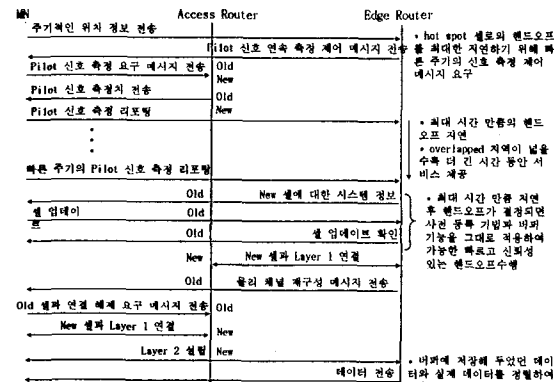 MN Access Router Edge Router
주기적인 위치 정보 전송
Pilot 신호 연속 측정 제어 메시지 전송
• hot spot 셀로의 핸드오프
를 최대한 지연하기 위해 빠
른 주기의 신호 측정 제어
메시지 요구
Pilot 신호 측정 요구 메시지 전송
New
Pilot 신호 측정치 전송
Old
Pilot 신호 측정 리포팅
New
• 최대 시간 만큼의 핸드
오프 지연
• overlapped 지역이 넓을
수록 더 긴 시간 동안 서
비스 제공
빠른 주기의 Pilot 신호 측정 리포팅
Old New 셀에 대한 시스템 정보
셀 업데이
트
Old
Old 셀 업데이트 확인
• 최대 시간 만큼 지연
후 핸드오프가 결정되면
사전 등록 기법과 버퍼
기능을 그대로 적용하여
가능한 빠르고 신뢰성
있는 핸드오프수행
New New 셀과 Layer 1 연결
Old 물리 채널 재구성 메시지 전송
Old 셀과 연결 해제 요구 메시지 전송 Old
New 셀과 Layer 1 연결 New
Layer 2 설립 New
데이터 전송
• 버퍼에 저장해 두었던 데이
터와 실제 데이터를 정렬하여